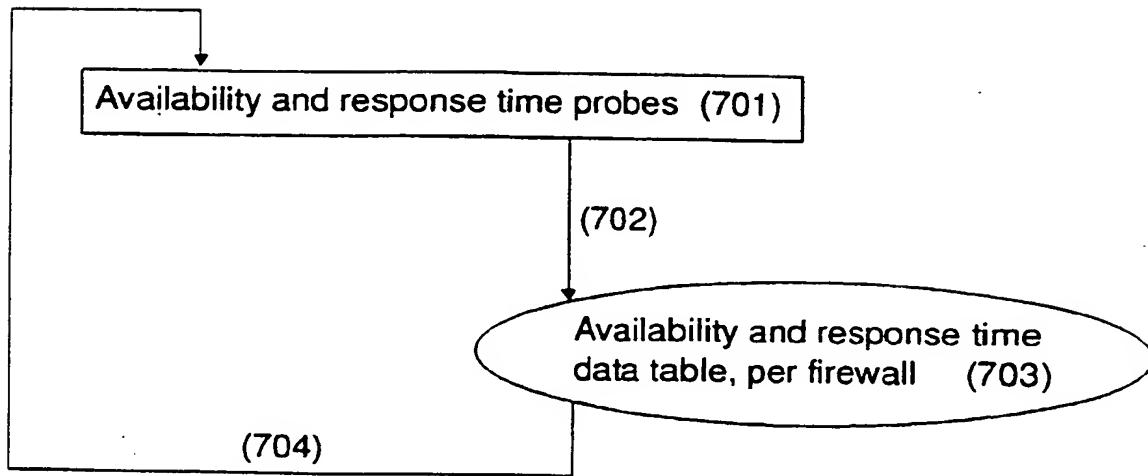 Availability and response time probes (701)
(702)
Availability and response time
data table, per firewall (703)
(704)